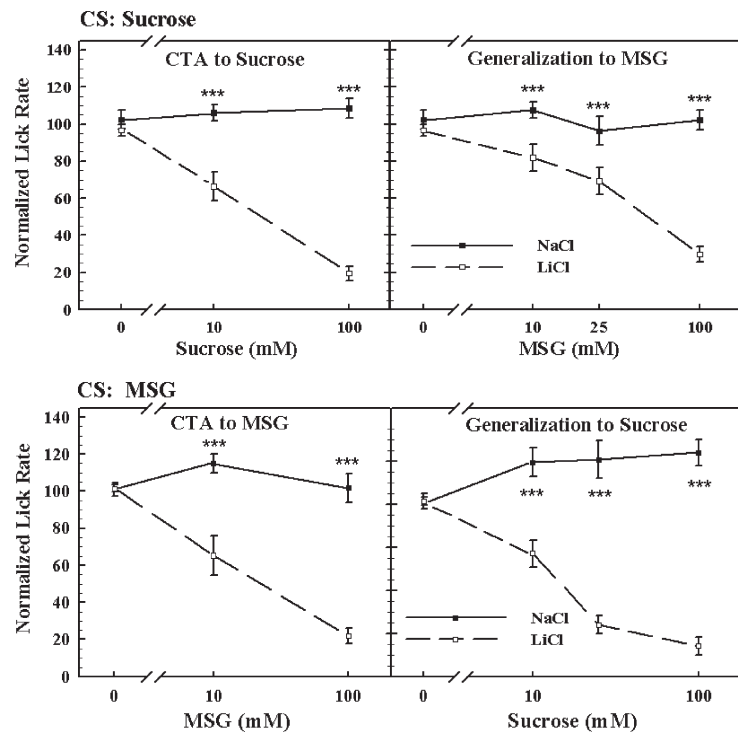 CS: Sucrose
CTA to Sucrose
Generalization to MSG
Normalized Lick Rate
140
120
100
80
60
40
20
0
***
***
***
***
***
NaCl
LiCl
0
10
100
0
10
25
100
Sucrose (mM)
MSG (mM)
CS: MSG
CTA to MSG
Generalization to Sucrose
Normalized Lick Rate
140
120
100
80
60
40
20
0
***
***
***
***
***
NaCl
LiCl
0
10
100
0
10
25
100
MSG (mM)
Sucrose (mM)